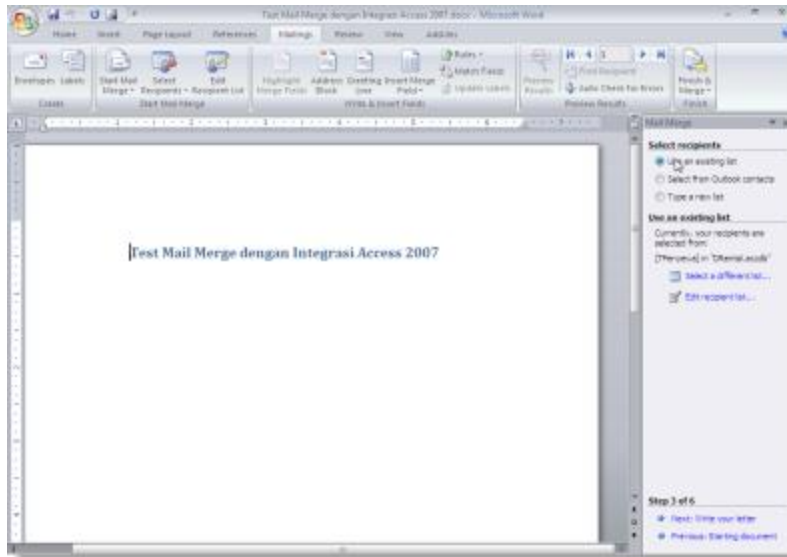 Test Mail Merge dengan Integrasi Access 2007.docx - Microsoft Word
Home Insert Page Layout References Mailings Review View Add-Ins
Envelopes Labels
Start Mail Merge
Select Recipients
Edit Recipient List
Highlight Merge Fields
Address Block
Greeting Line
Insert Merge Field
Rules
Match Fields
Update Labels
Preview Results
Find Recipient
Auto Check for Errors
Finish & Merge
Create
Start Mail Merge
Write & Insert Fields
Preview Results
Finish
Test Mail Merge dengan Integrasi Access 2007
Mail Merge
Select recipients
Use an existing list
Select from Outlook contacts
Type a new list
Use an existing list
Currently, your recipients are
selected from:
Select a different list...
Edit recipient list...
Step 3 of 6
Next: Write your letter
Previous: Starting document